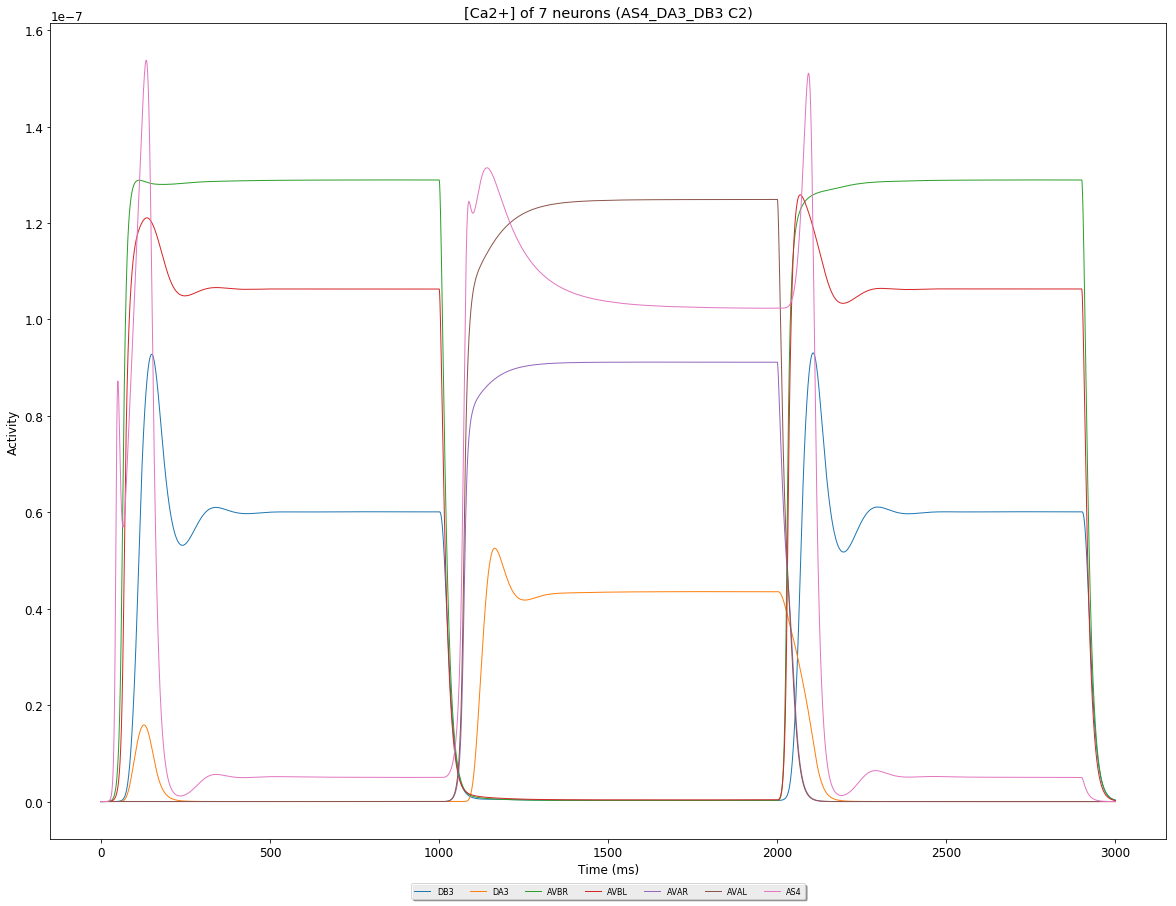 [Ca2+] of 7 neurons (AS4_DA3_DB3 C2)
1e−7
1.6
1.4
1.2
1.0
0.8
0.6
0.4
0.2
0.0
Activity
0 500 1000 1500 2000 2500 3000
Time (ms)
DB3 DA3 AVBR AVBL AVAR AVAL AS4